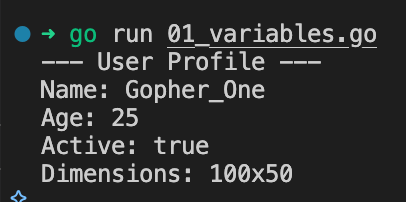 ➜ go run 01_variables.go
--- User Profile ---
Name: Gopher_One
Age: 25
Active: true
Dimensions: 100x50